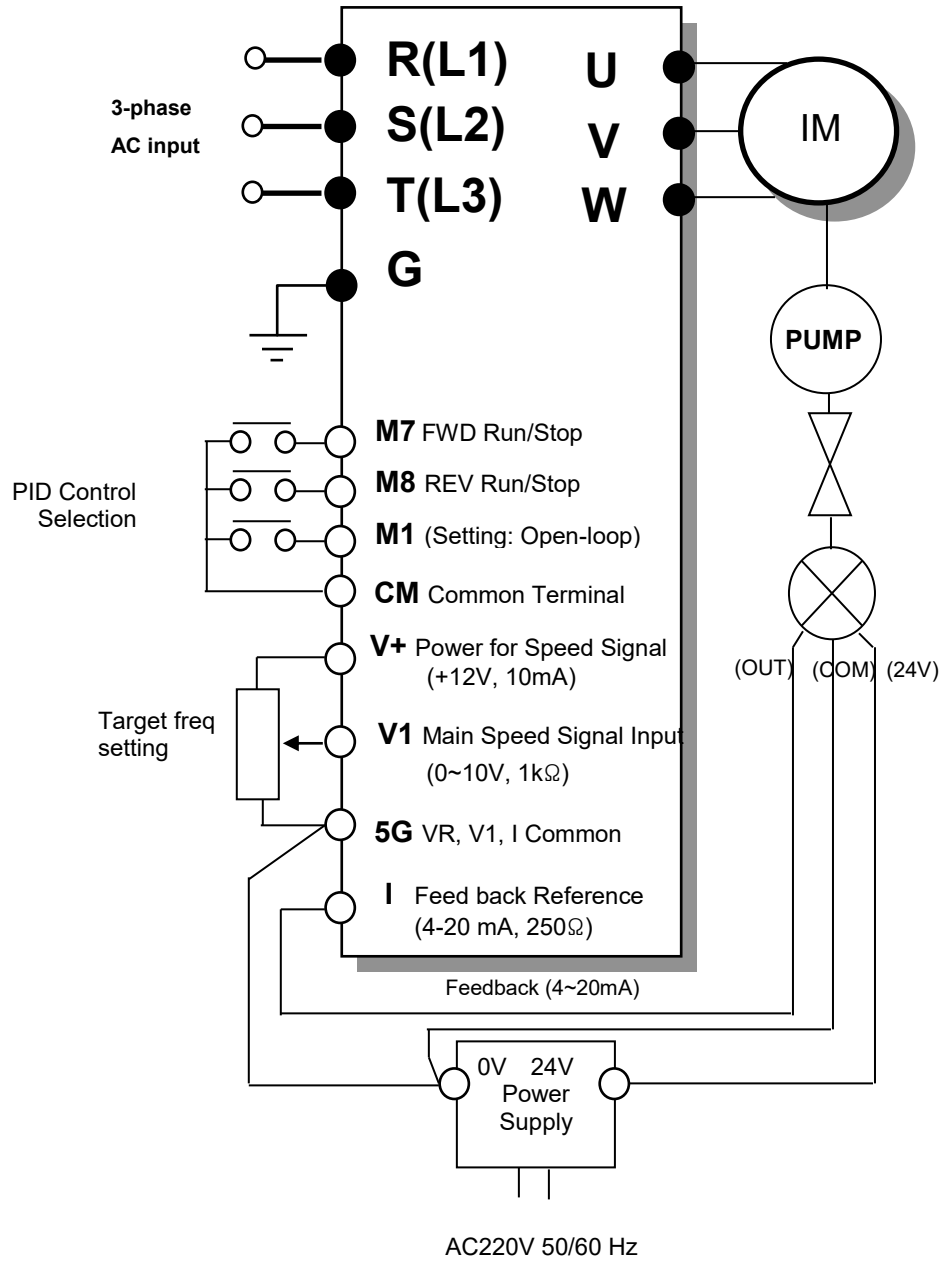 R(L1)
S(L2)
T(L3)
G
U
V
W
IM
3-phase
AC input
PUMP
PID Control
Selection
M7 FWD Run/Stop
M8 REV Run/Stop
M1 (Setting: Open-loop)
CM Common Terminal
V+ Power for Speed Signal
(+12V, 10mA)
Target freq
setting
V1 Main Speed Signal Input
(0~10V, 1kΩ)
5G VR, V1, I Common
I Feed back Reference
(4-20 mA, 250Ω)
(OUT) (COM) (24V)
Feedback (4~20mA)
0V 24V
Power
Supply
AC220V 50/60 Hz